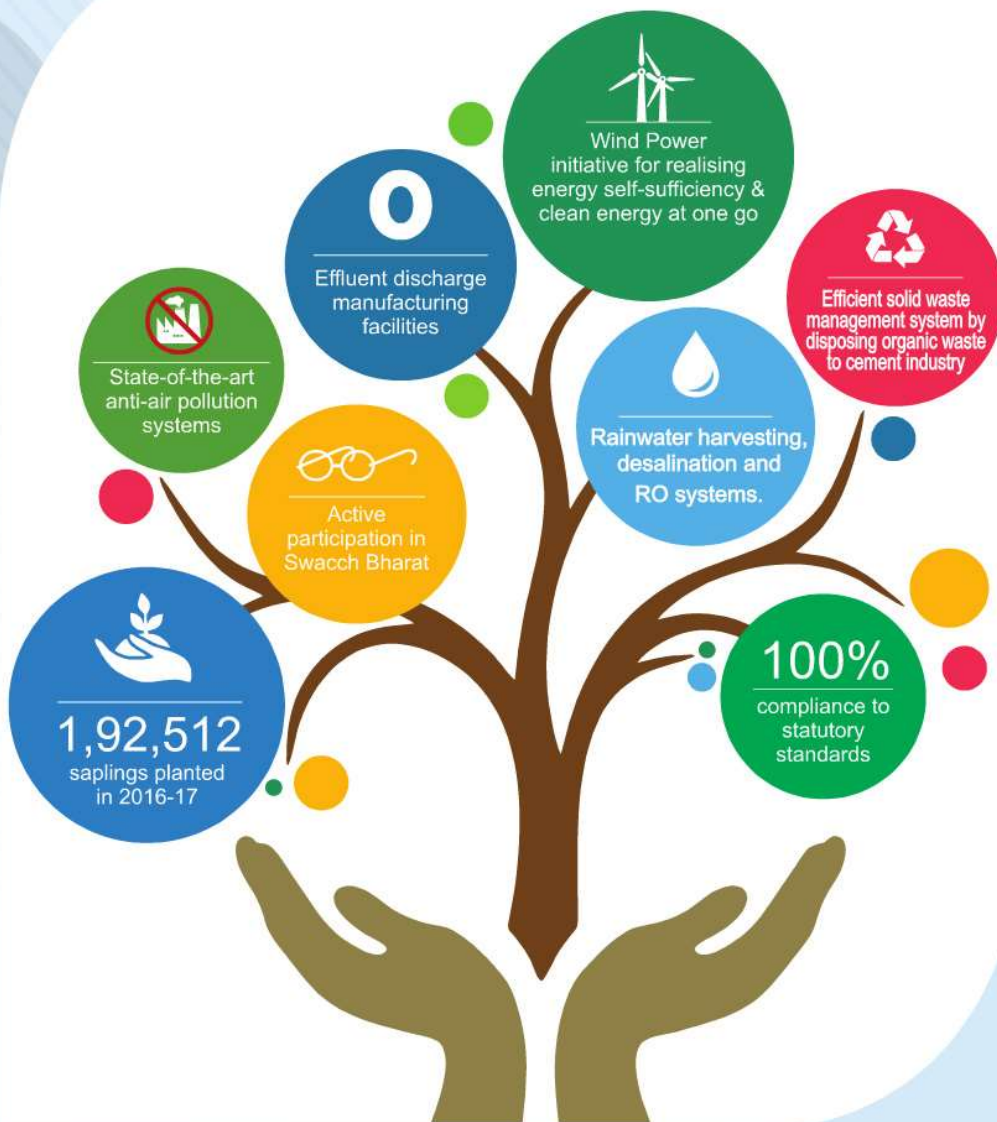 Wind Power
initiative for realising
energy self-sufficiency &
clean energy at one go
0
Effluent discharge
manufacturing
facilities
Efficient solid waste
management system by
disposing organic waste
to cement industry
State-of-the-art
anti-air pollution
systems
Rainwater harvesting,
desalination and
RO systems.
Active
participation in
Swacch Bharat
1,92,512
saplings planted
in 2016-17
100%
compliance to
statutory
standards